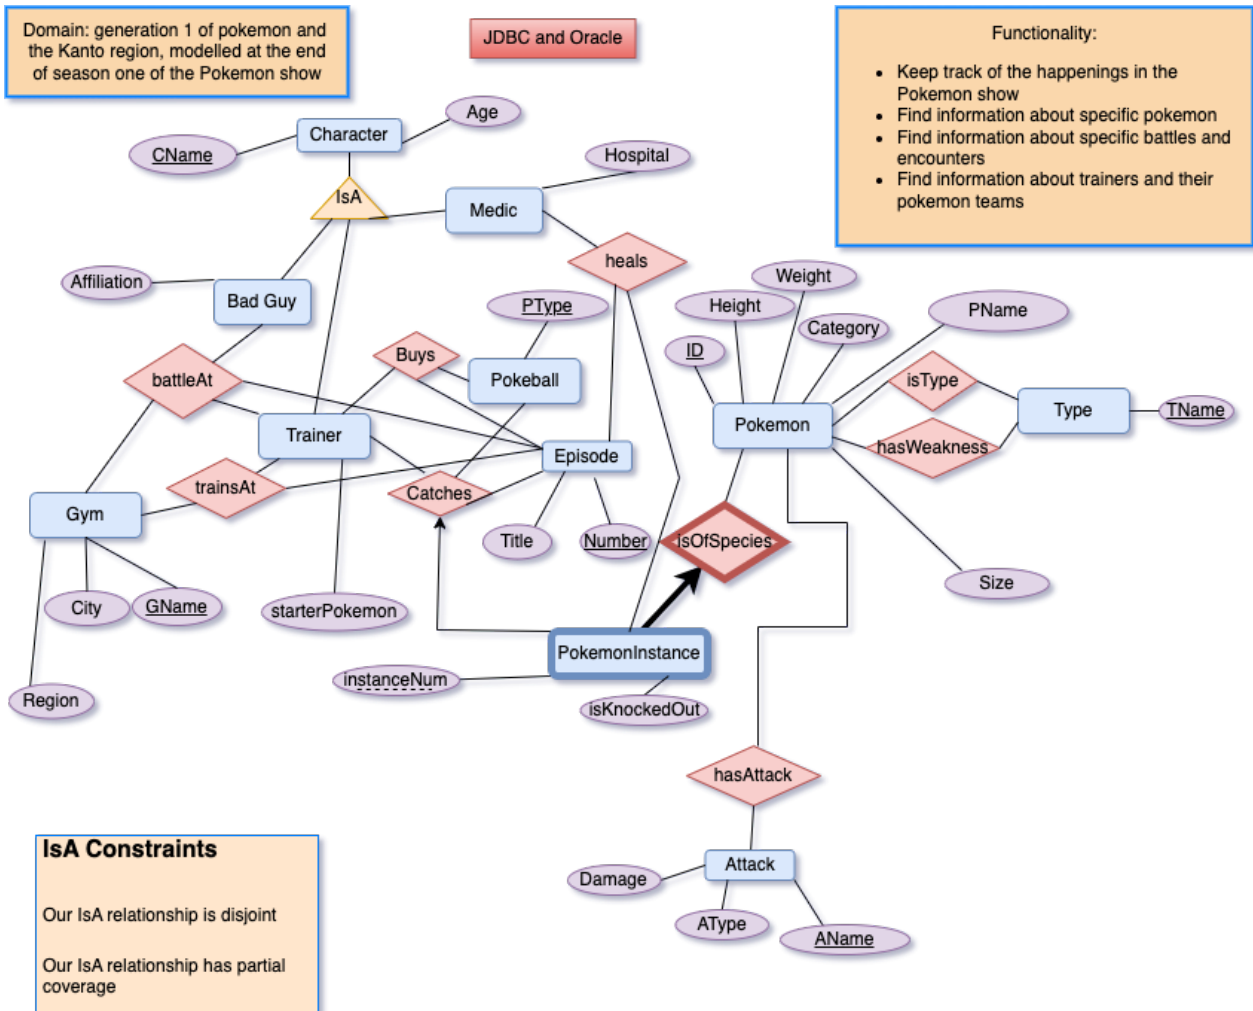 Domain: generation 1 of pokemon and
the Kanto region, modelled at the end
of season one of the Pokemon show
JDBC and Oracle
Functionality:
• Keep track of the happenings in the
Pokemon show
• Find information about specific pokemon
• Find information about specific battles and
encounters
• Find information about trainers and their
pokemon teams
Age
Character
CName
Hospital
IsA
Medic
heals
Affiliation
Bad Guy
Weight
PType
Height
PName
Category
ID
Buys
battleAt
Pokeball
isType
Type
TName
Pokemon
Trainer
hasWeakness
Episode
trainsAt
Catches
Gym
Title
Number
isOfSpecies
Size
City
GName
starterPokemon
PokemonInstance
instanceNum
Region
isKnockedOut
hasAttack
IsA Constraints
Our IsA relationship is disjoint
Our IsA relationship has partial
coverage
Attack
Damage
AType
AName